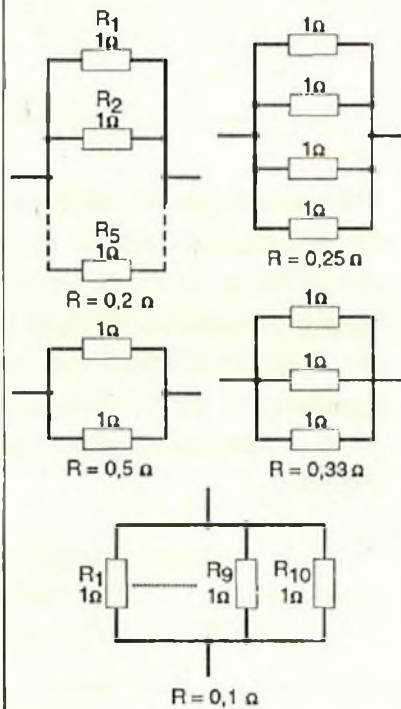 R1
1Ω
R2
1Ω
R5
1Ω
R = 0,2 Ω
1Ω
1Ω
1Ω
1Ω
R = 0,25 Ω
1Ω
1Ω
R = 0,5 Ω
1Ω
1Ω
1Ω
R = 0,33Ω
R1
1Ω
R9
1Ω
R10
1Ω
R = 0,1 Ω